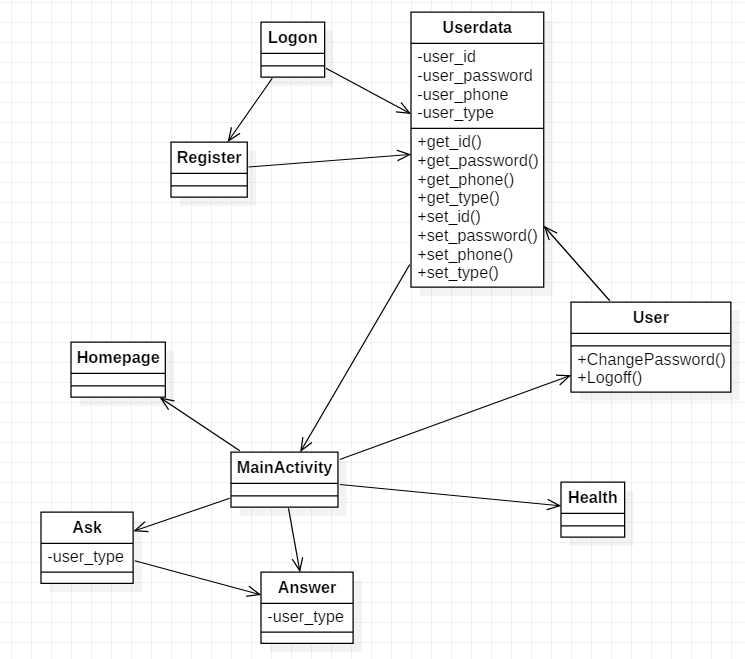 Logon
Userdata
-user_id
-user_password
-user_phone
-user_type
+get_id()
+get_password()
+get_phone()
+get_type()
+set_id()
+set_password()
+set_phone()
+set_type()
Register
User
+ChangePassword()
+Logoff()
Homepage
MainActivity
Health
Ask
-user_type
Answer
-user_type